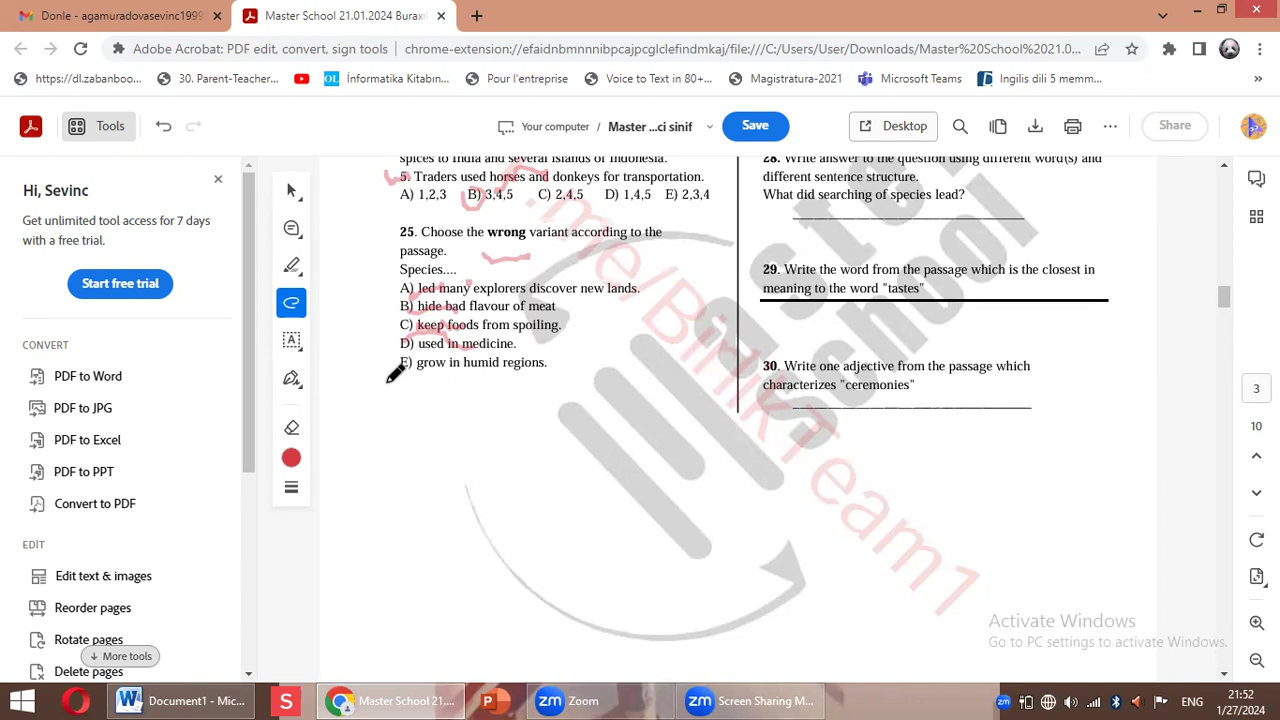 Donle - agamuradovasevinc1999
Master School 21.01.2024 Burax
Adobe Acrobat: PDF edit, convert, sign tools
chrome-extension://efaidnbmnnnibpcajpcglclefindmkaj/file:///C:/Users/User/Downloads/Master%20School%2021.0...
https://dl.zabanboo...
30. Parent-Teacher...
İnformatika Kitabın...
Pour l'entreprise
Voice to Text in 80+...
Magistratura-2021
Microsoft Teams
Ingilis dili 5 memm...
»
Tools
Your computer / Master ...ci sinif
Save
Desktop
Share
Hi, Sevinc
Get unlimited tool access for 7 days
with a free trial.
Start free trial
CONVERT
PDF to Word
PDF to JPG
PDF to Excel
PDF to PPT
Convert to PDF
EDİT
Edit text & images
Reorder pages
Rotate pages
More tools
Delete pages
spices to India and several islands of Indonesia.
5. Traders used horses and donkeys for transportation.
A) 1,2,3 B) 3,4,5 C) 2,4,5 D) 1,4,5 E) 2,3,4
25. Choose the wrong variant according to the
passage.
Species....
A) led many explorers discover new lands.
B) hide bad flavour of meat
C) keep foods from spoiling.
D) used in medicine.
E) grow in humid regions.
28. Write answer to the question using different word(s) and
different sentence structure.
What did searching of species lead?
29. Write the word from the passage which is the closest in
meaning to the word "tastes"
30. Write one adjective from the passage which
characterizes "ceremonies"
.me/BirlikTeam1
aster
school
3
10
Activate Windows
Go to PC settings to activate Windows.
Document1 - Mic...
Master School 21....
Zoom
Screen Sharing M...
ENG
21:52
1/27/2024